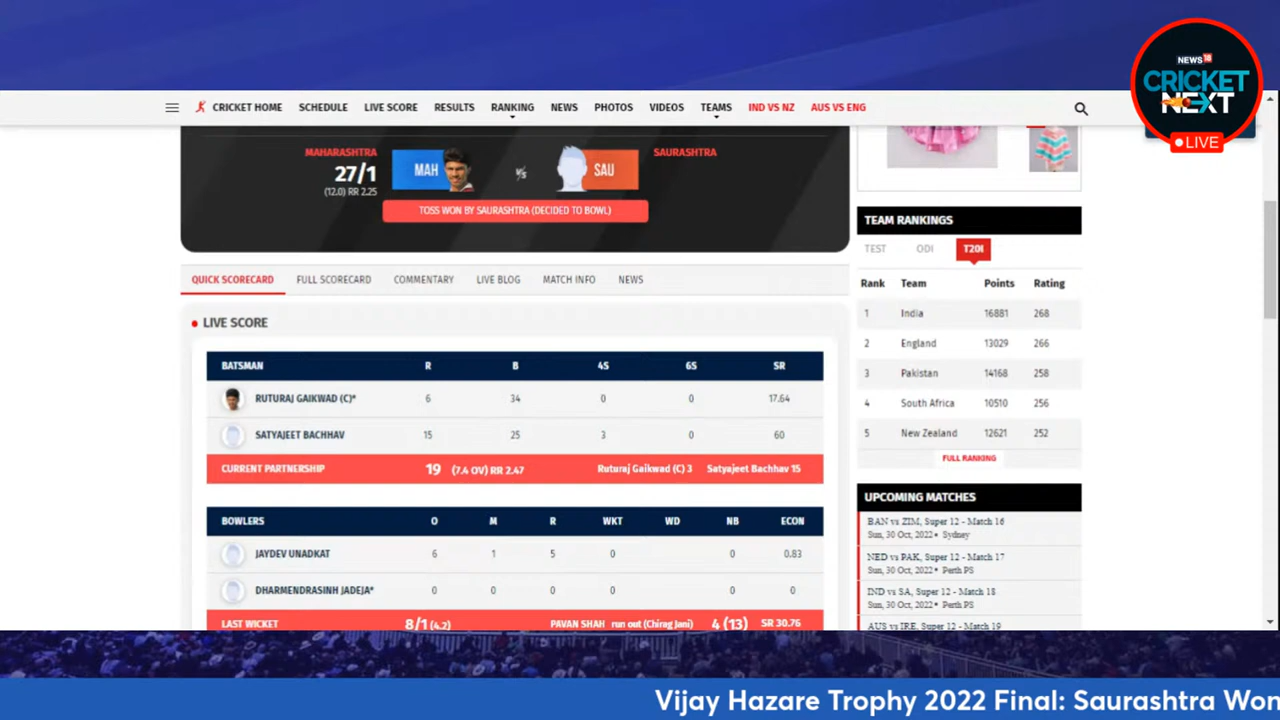 NEWS18
CRICKET
NEXT
LIVE
CRICKET HOME SCHEDULE LIVE SCORE RESULTS RANKING NEWS PHOTOS VIDEOS TEAMS IND VS NZ AUS VS ENG
MAHARASHTRA
27/1
(12.0) RR 2.25
MAH
V/S
SAU
SAURASHTRA
TOSS WON BY SAURASHTRA (DECIDED TO BOWL)
QUICK SCORECARD FULL SCORECARD COMMENTARY LIVE BLOG MATCH INFO NEWS
LIVE SCORE
BATSMAN R B 4S 6S SR
RUTURAJ GAIKWAD (C)* 6 34 0 0 17.64
SATYAJEET BACHHAV 15 25 3 0 60
CURRENT PARTNERSHIP 19 (7.4 OV) RR 2.47 Ruturaj Gaikwad (C) 3 Satyajeet Bachhav 15
BOWLERS O M R WKT WD NB ECON
JAYDEV UNADKAT 6 1 5 0 0 0.83
DHARMENDRASINH JADEJA* 0 0 0 0 0 0
LAST WICKET 8/1 (4.2) PAVAN SHAH run out (Chirag Jani) 4 (13) SR 30.76
TEAM RANKINGS
TEST ODI T20I
Rank Team Points Rating
1 India 16881 268
2 England 13029 266
3 Pakistan 14168 258
4 South Africa 10510 256
5 New Zealand 12621 252
FULL RANKING
UPCOMING MATCHES
BAN vs ZIM, Super 12 - Match 16
Sun, 30 Oct, 2022• Sydney
NED vs PAK, Super 12 - Match 17
Sun, 30 Oct, 2022• Perth PS
IND vs SA, Super 12 - Match 18
Sun, 30 Oct, 2022• Perth PS
AUS vs IRE, Super 12 - Match 19
Vijay Hazare Trophy 2022 Final: Saurashtra Won